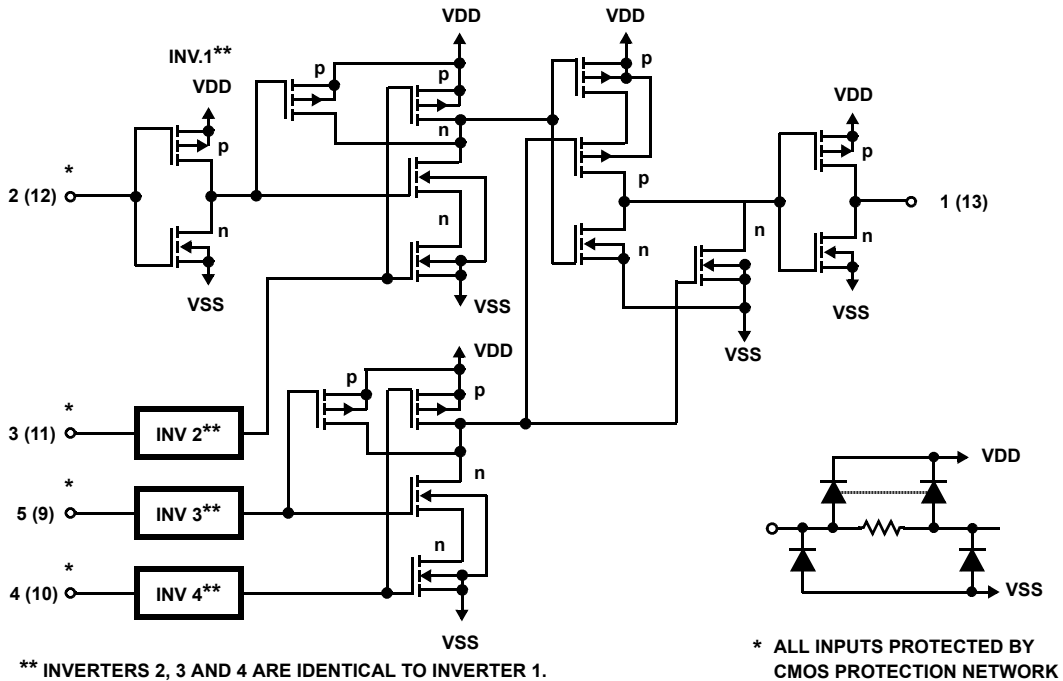 VDD
VDD
INV.1**
VDD
p
p
p
VDD
p
n
p
*
2 (12)
p
1 (13)
n
n
n
n
n
VSS
VSS
VSS
VSS
VDD
p
p
*
3 (11)
INV 2**
*
n
VDD
5 (9)
INV 3**
n
*
4 (10)
INV 4**
VSS
VSS
** INVERTERS 2, 3 AND 4 ARE IDENTICAL TO INVERTER 1.
* ALL INPUTS PROTECTED BY
CMOS PROTECTION NETWORK